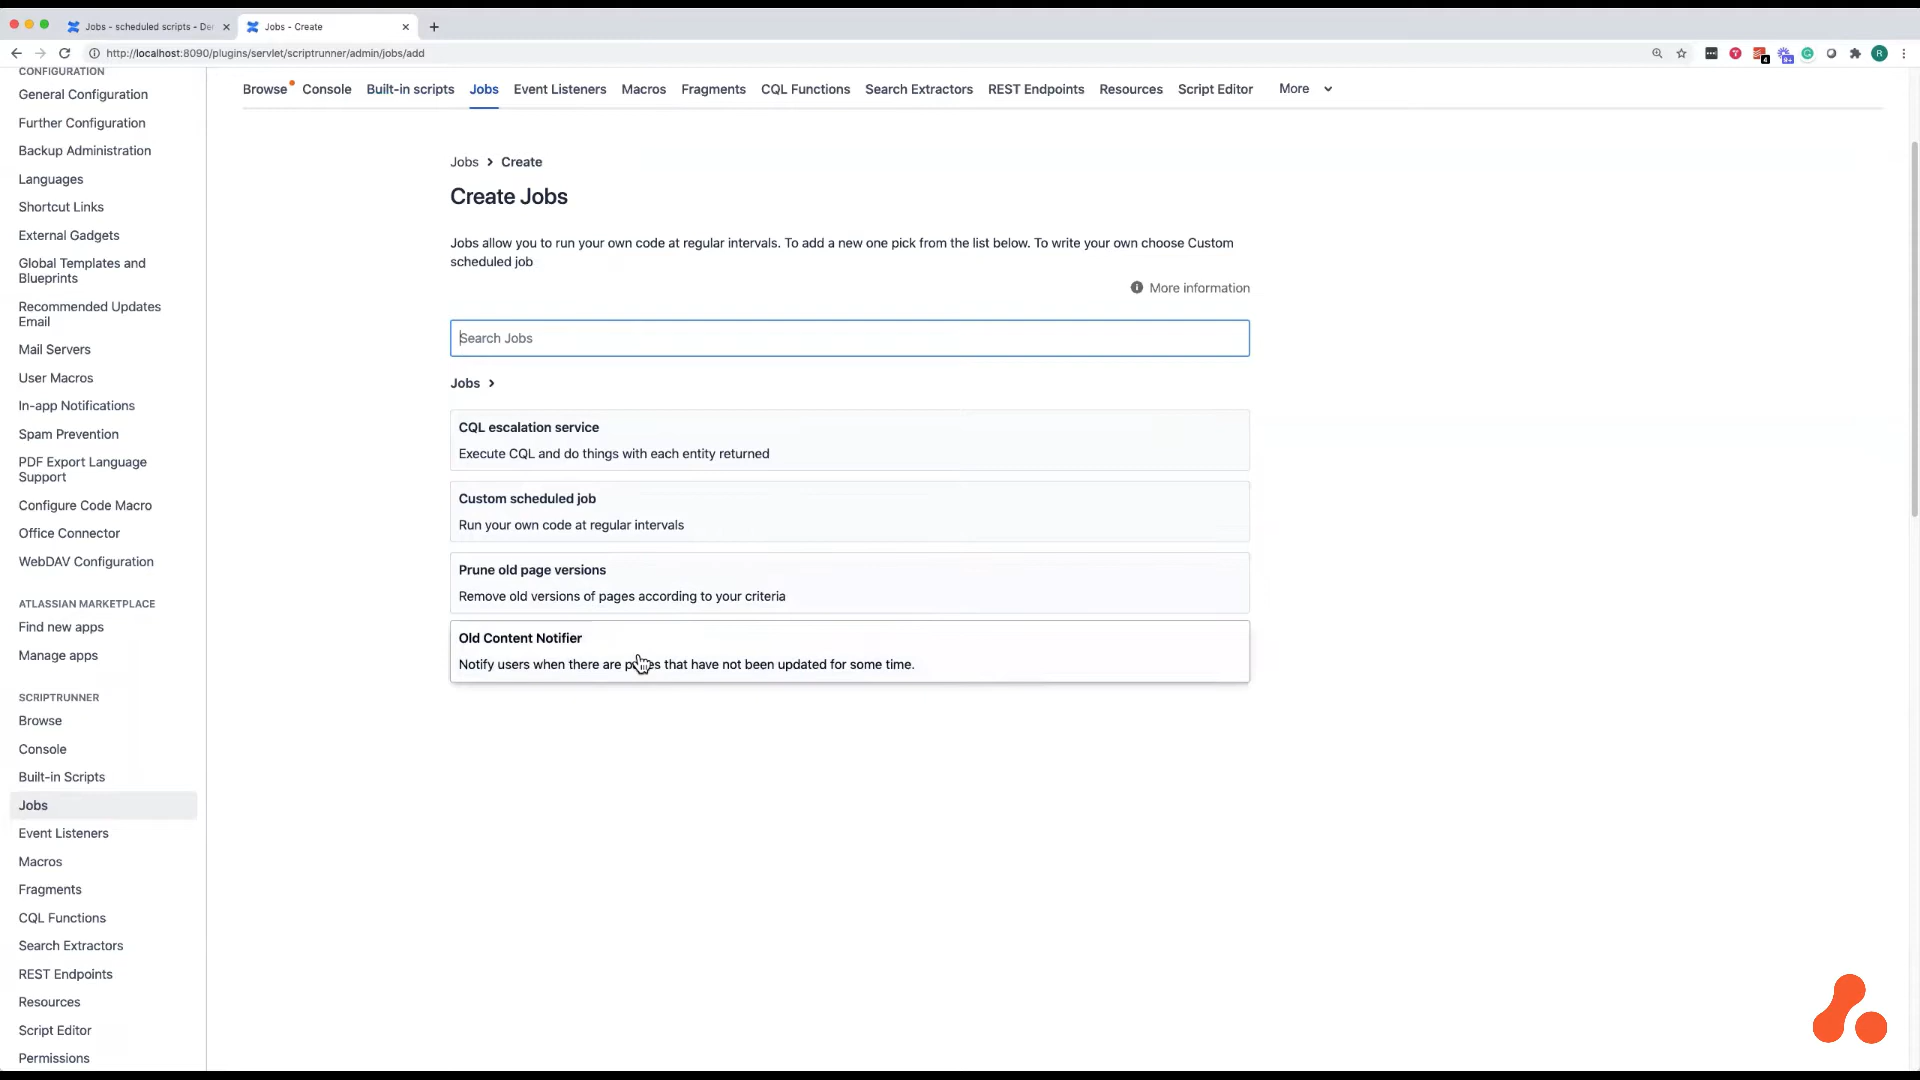 Jobs - scheduled scripts - De
Jobs - Create
http://localhost:8090/plugins/servlet/scriptrunner/admin/jobs/add
4
9+
R
CONFIGURATION
General Configuration
Further Configuration
Backup Administration
Languages
Shortcut Links
External Gadgets
Global Templates and
Blueprints
Recommended Updates
Email
Mail Servers
User Macros
In-app Notifications
Spam Prevention
PDF Export Language
Support
Configure Code Macro
Office Connector
WebDAV Configuration
ATLASSIAN MARKETPLACE
Find new apps
Manage apps
SCRIPTRUNNER
Browse
Console
Built-in Scripts
Jobs
Event Listeners
Macros
Fragments
CQL Functions
Search Extractors
REST Endpoints
Resources
Script Editor
Permissions
Browse Console Built-in scripts Jobs Event Listeners Macros Fragments CQL Functions Search Extractors REST Endpoints Resources Script Editor More
Jobs > Create
Create Jobs
Jobs allow you to run your own code at regular intervals. To add a new one pick from the list below. To write your own choose Custom
scheduled job
More information
Search Jobs
Jobs >
CQL escalation service
Execute CQL and do things with each entity returned
Custom scheduled job
Run your own code at regular intervals
Prune old page versions
Remove old versions of pages according to your criteria
Old Content Notifier
Notify users when there are pages that have not been updated for some time.